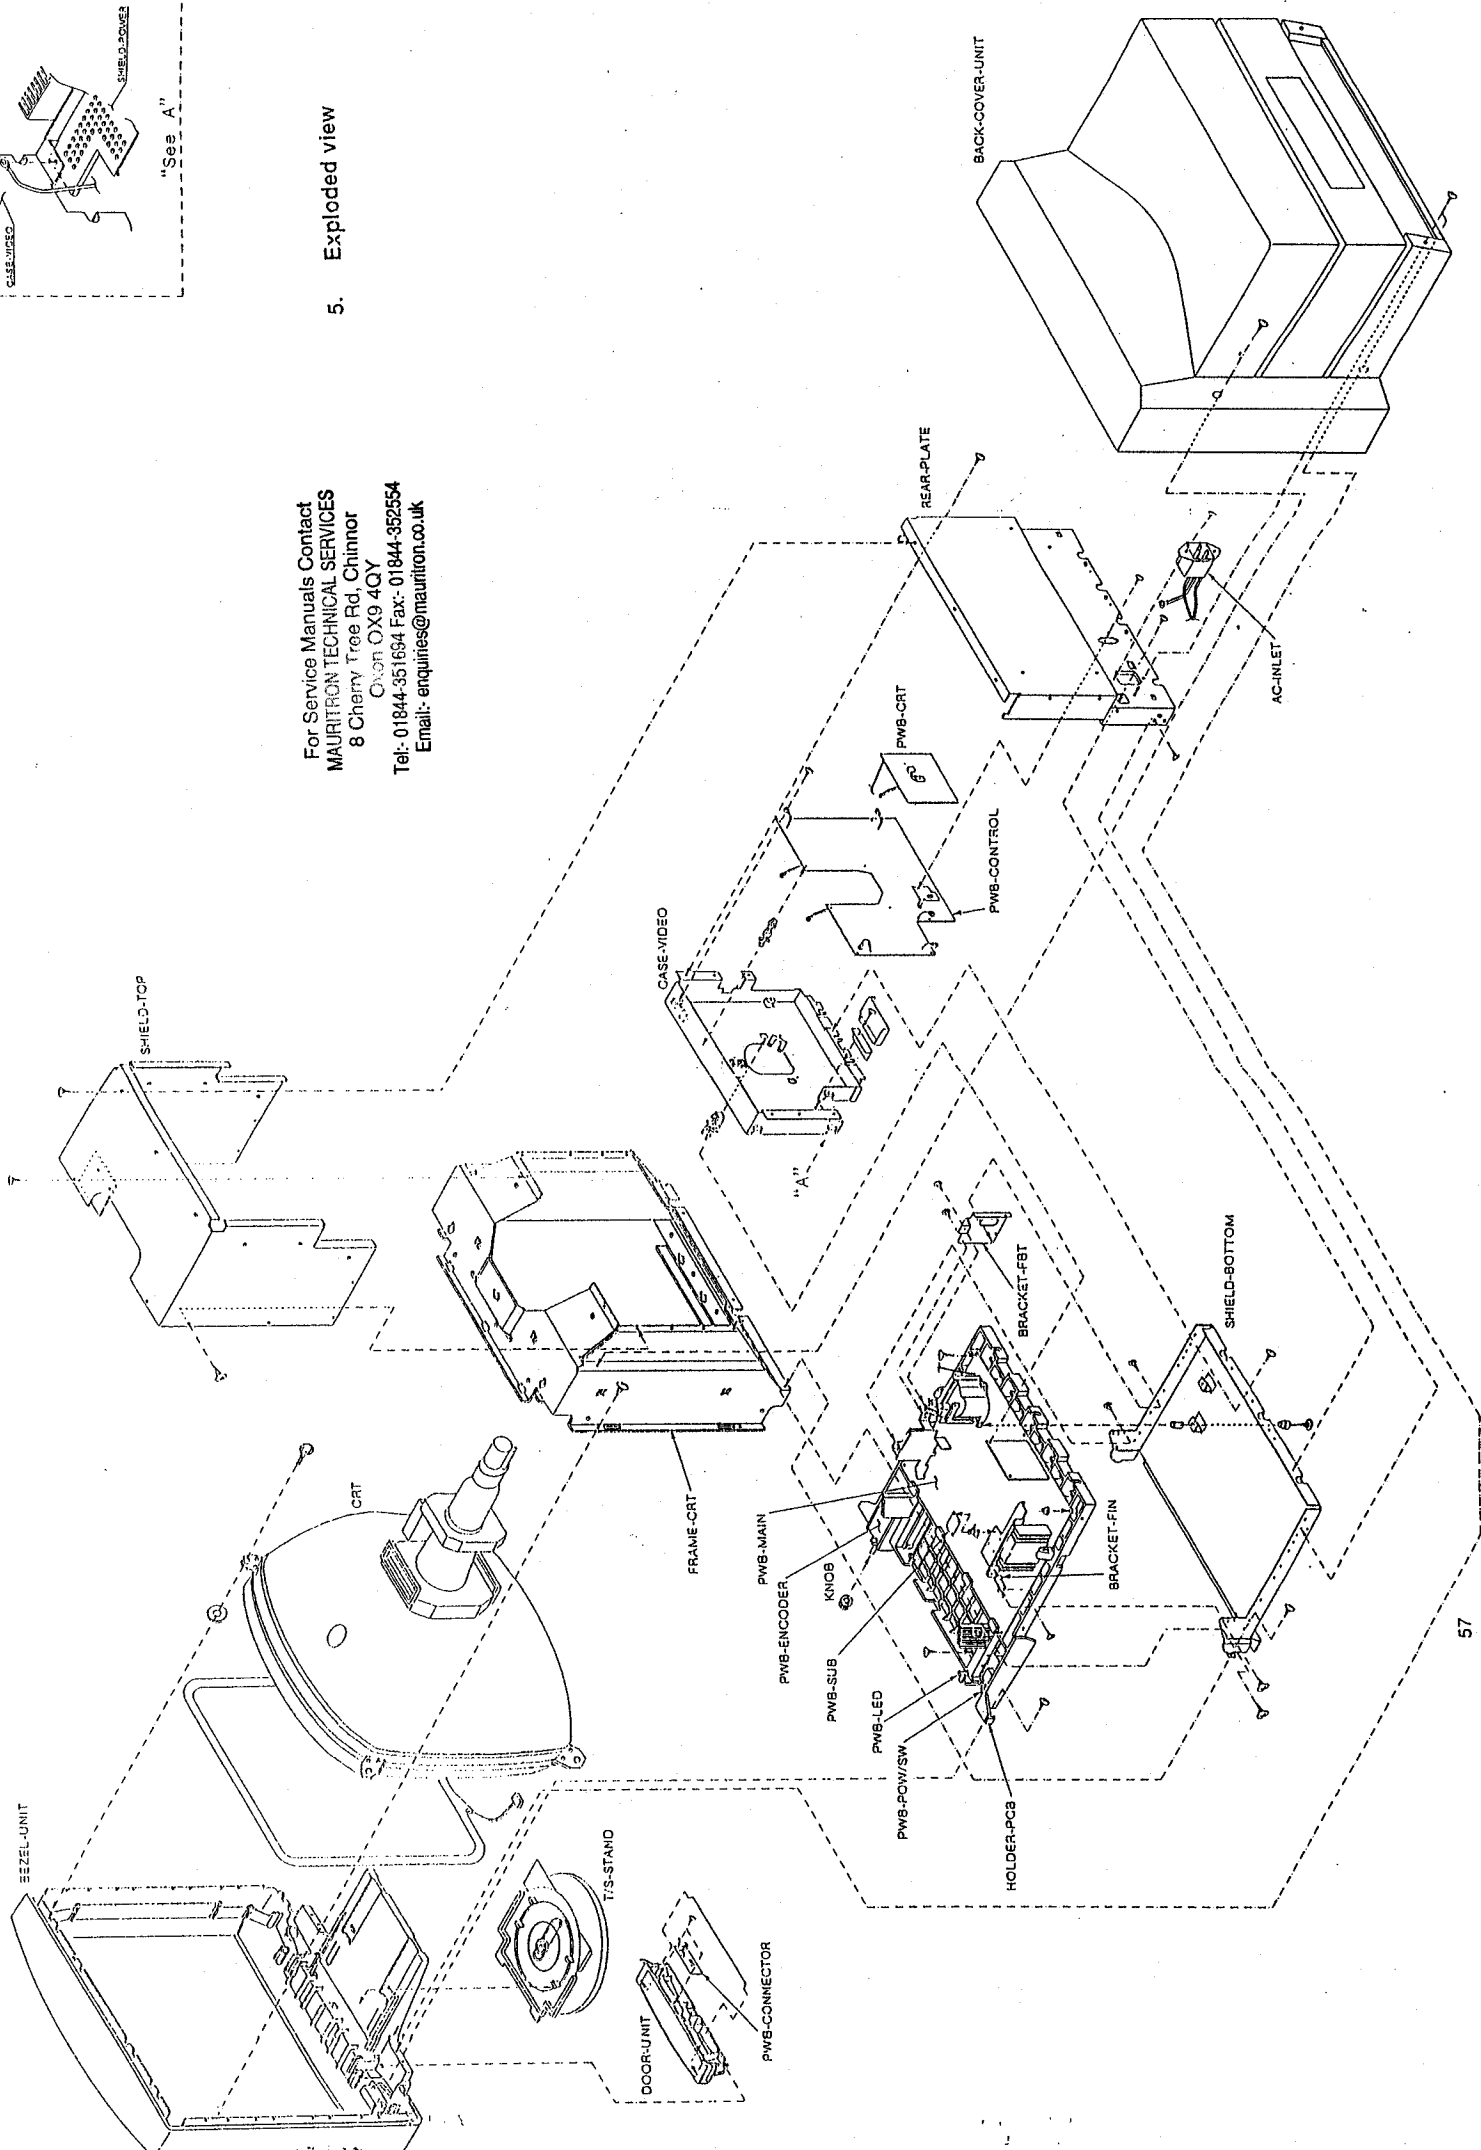 CASE-VIDEO
SHIELD-POWER
"See A"
5. Exploded view
For Service Manuals Contact
MAURITRON TECHNICAL SERVICES
8 Cherry Tree Rd, Chinnor
Oxon OX9 4QY
Tel:- 01844-351694 Fax:- 01844-352554
Email:- enquiries@mauritron.co.uk
BACK-COVER-UNIT
REAR-PLATE
AC-INLET
PWB-CRT
PWB-CONTROL
CASE-VIDEO
"A"
SHIELD-TOP
FRAME-CRT
CRT
BEZEL-UNIT
T/S-STAND
DOOR-UNIT
PWB-CONNECTOR
BRACKET-FBT
SHIELD-BOTTOM
PWB-MAIN
PWB-ENCODER
KNOB
PWB-SUB
PWB-LED
PWB-POW/SW
HOLDER-PCB
BRACKET-FIN
57